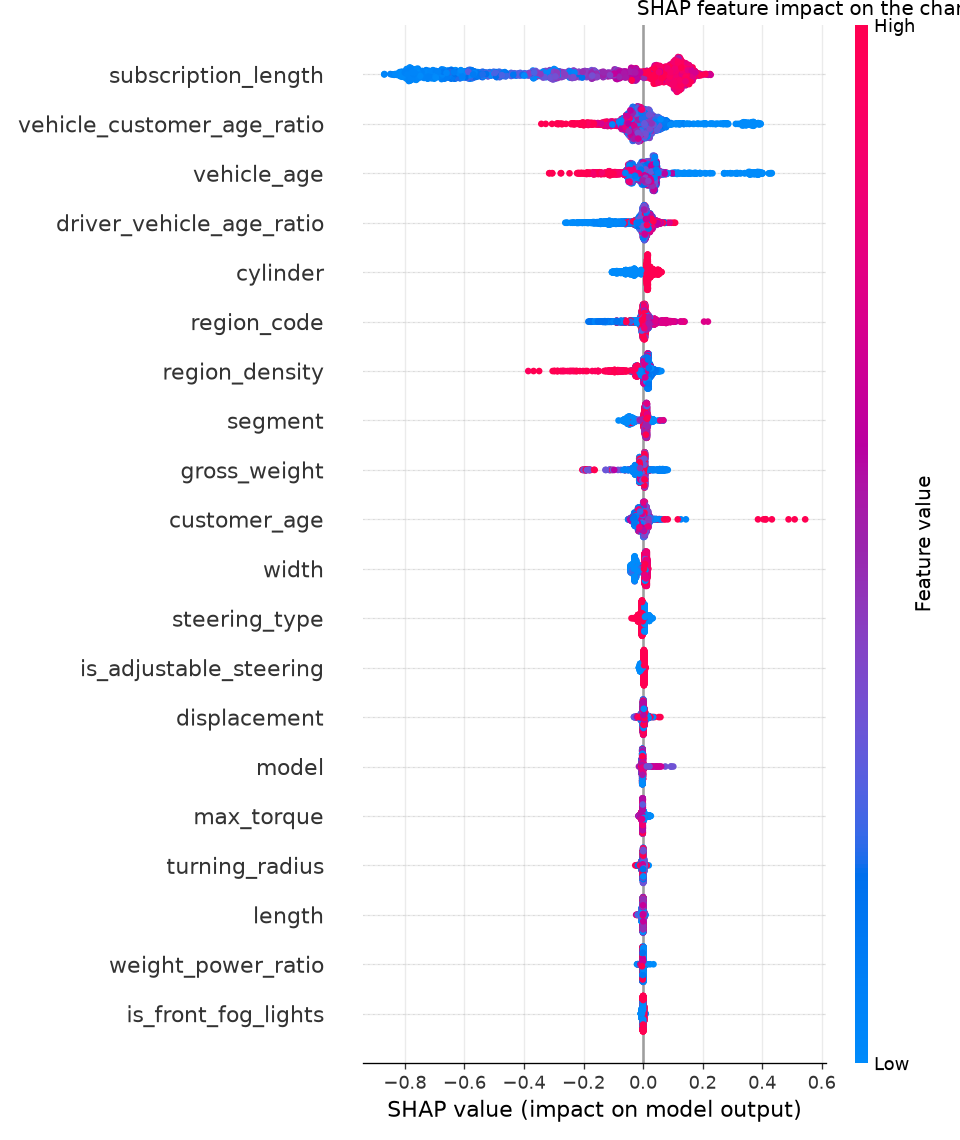 SHAP feature impact on the char
High
subscription_length
vehicle_customer_age_ratio
vehicle_age
driver_vehicle_age_ratio
cylinder
region_code
region_density
segment
gross_weight
customer_age
width
steering_type
is_adjustable_steering
displacement
model
max_torque
turning_radius
length
weight_power_ratio
is_front_fog_lights
Feature value
Low
−0.8 −0.6 −0.4 −0.2 0.0 0.2 0.4 0.6
SHAP value (impact on model output)